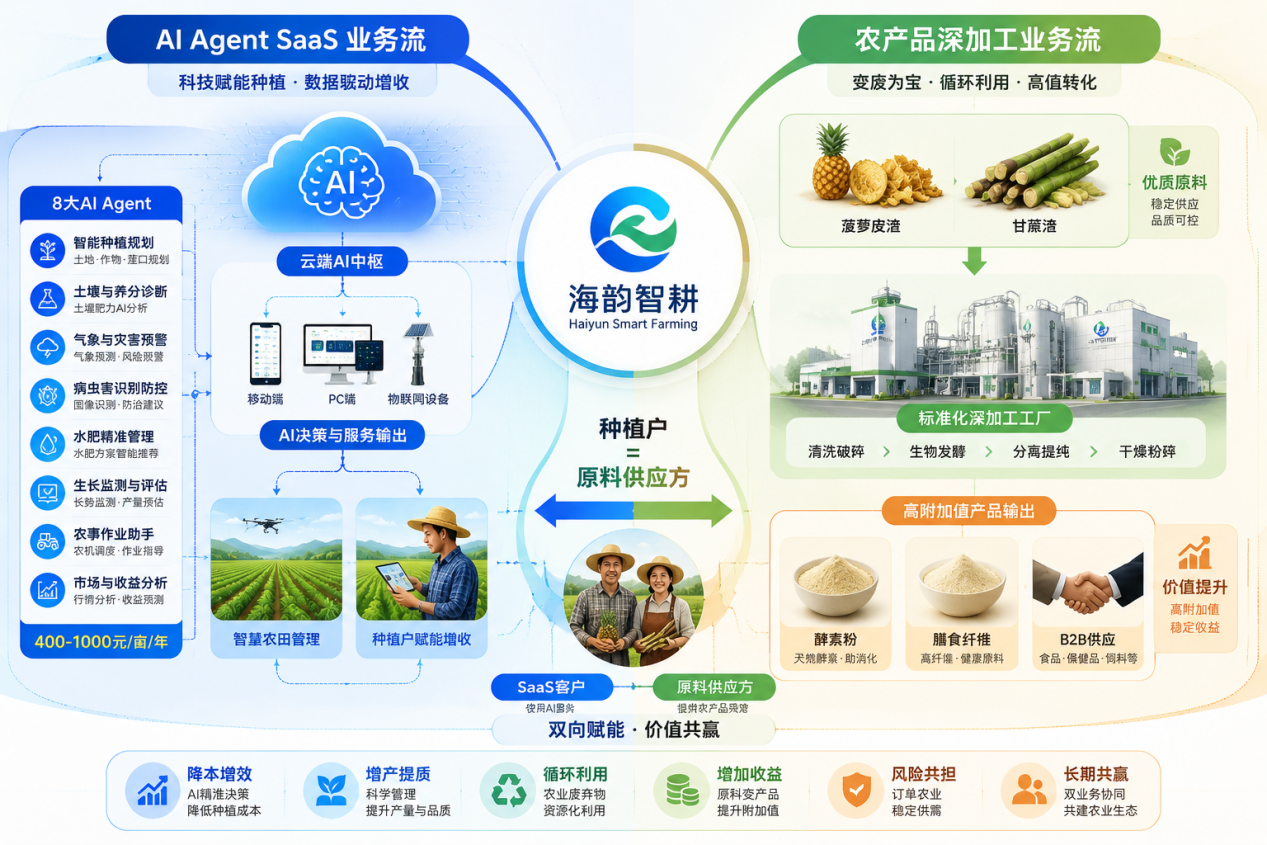 AI Agent SaaS 业务流
科技赋能种植 · 数据驱动增收
8大AI Agent
智能种植规划
土地·作物·茬口规划
土壤与养分诊断
土壤肥力AI分析
气象与灾害预警
气象预测·风险预警
病虫害识别防控
图像识测·防治建议
水肥精准管理
水肥方案智能推荐
生长监测与评估
长势监测·产量预估
农事作业助手
农机调度·作业指导
市场与收益分析
行情分析·收益预测
400-1000元/亩/年
AI
云端AI中枢
移动端
PC端
物联网设备
AI决策与服务输出
智慧农田管理
种植户赋能增收
海韵智耕
Haiyun Smart Farming
种植户
=
原料供应方
SaaS客户
使用AI服务
原料供应方
提供农产品
双向赋能 · 价值共赢
农产品深加工业务流
变废为宝 · 循环利用 · 高值转化
菠萝皮渣
甘蔗渣
优质原料
稳定供应
品质可控
标准化深加工工厂
清洗破碎
生物发酵
分离提纯
干燥粉碎
高附加值产品输出
酵素粉
天然酵素·助消化
膳食纤维
高纤维·健康原料
B2B供应
食品·保健品·饲料等
价值提升
高附加值
稳定收益
降本增效
AI精准决策
降低种植成本
增产提质
科学管理
提升产量与品质
循环利用
农业废弃物
资源化利用
增加收益
原料变产品
提升附加值
风险共担
订单农业
稳定供需
长期共赢
双业务协同
共建农业生态